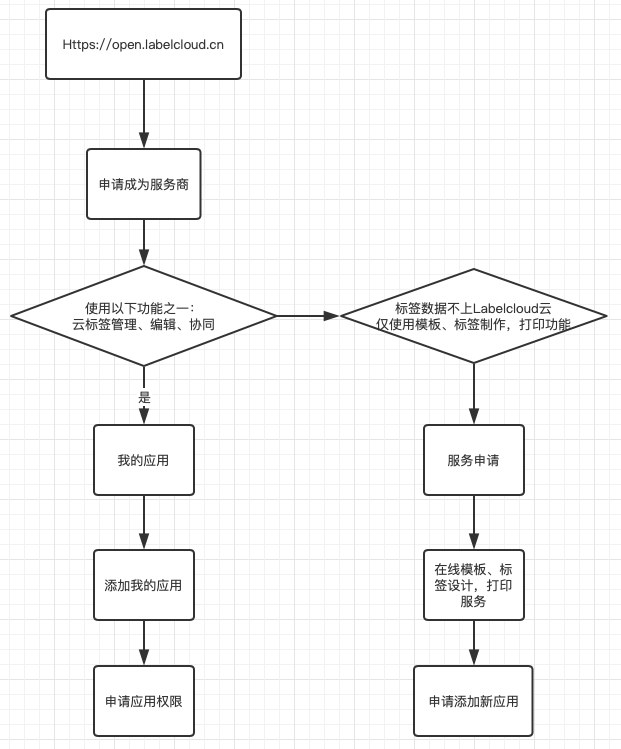 Https://open.labelcloud.cn
申请成为服务商
使用以下功能之一：
云标签管理、编辑、协同
标签数据不上Labelcloud云
仅使用模板、标签制作，打印功能
是
我的应用
服务申请
添加我的应用
在线模板、标
签设计，打印
服务
申请应用权限
申请添加新应用